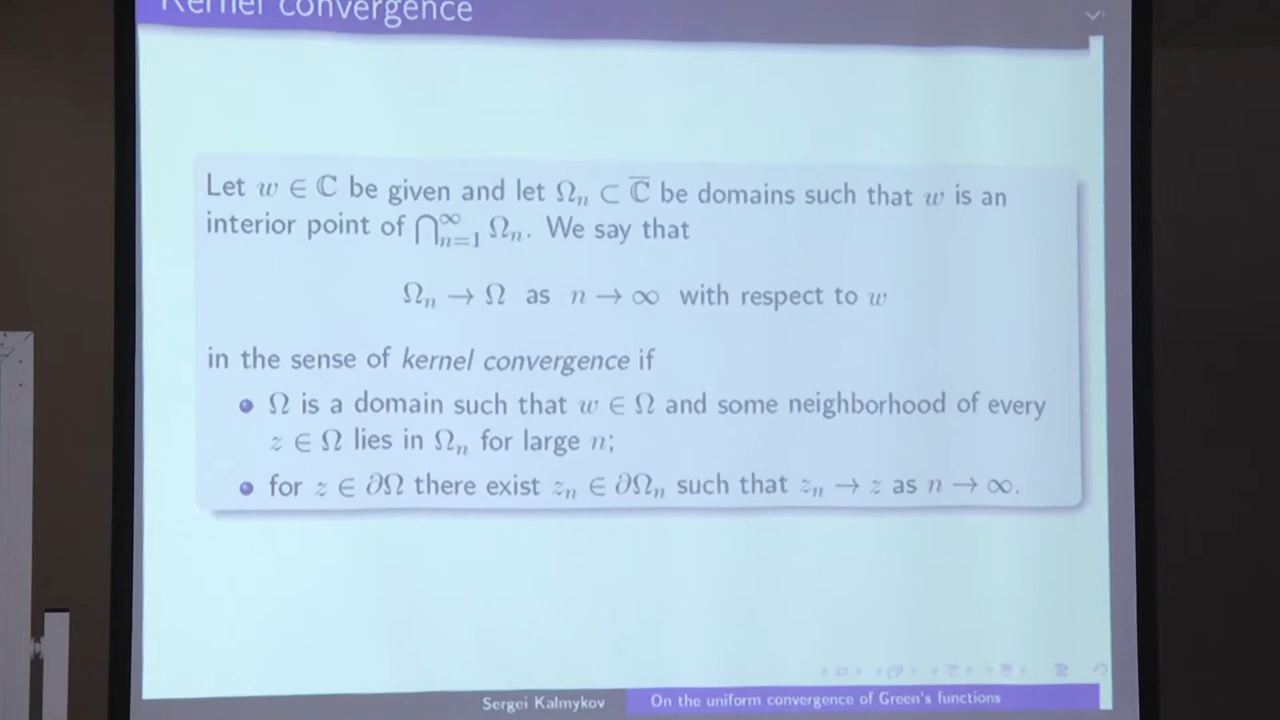 Kernel convergence
Let w ∈ ℂ be given and let Ωₙ ⊂ ℂ̅ be domains such that w is an
interior point of ⋂_{n=1}^∞ Ωₙ. We say that
Ωₙ → Ω as n → ∞ with respect to w
in the sense of kernel convergence if
Ω is a domain such that w ∈ Ω and some neighborhood of every
z ∈ Ω lies in Ωₙ for large n;
for z ∈ ∂Ω there exist zₙ ∈ ∂Ωₙ such that zₙ → z as n → ∞.
Sergei Kalmykov On the uniform convergence of Green's functions